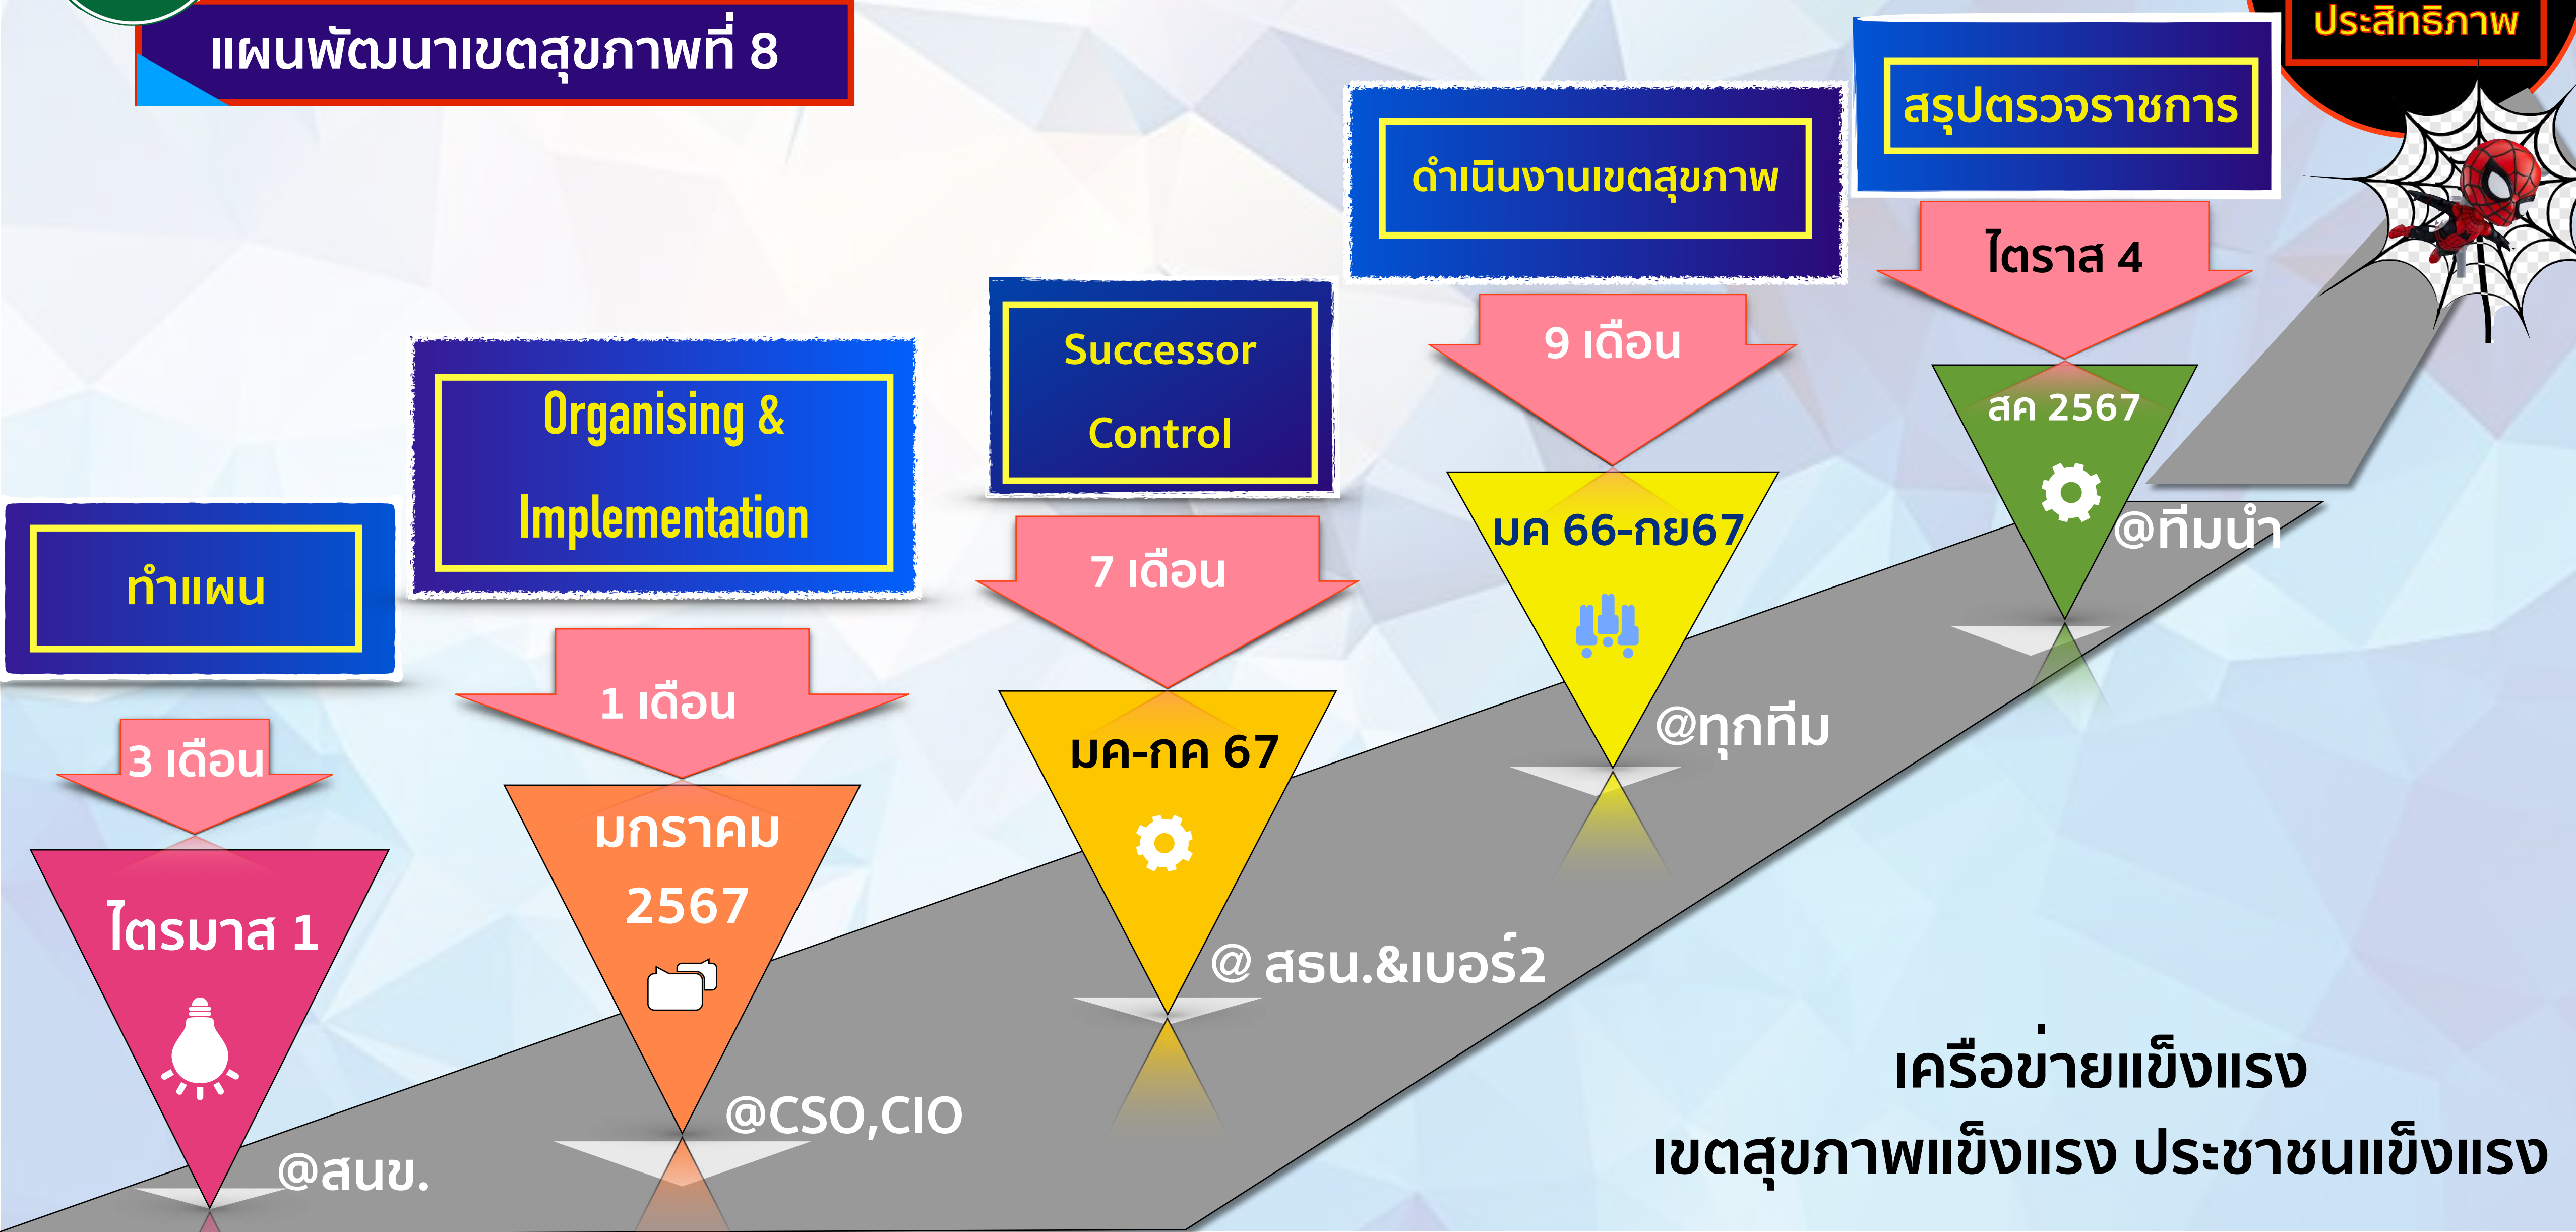 แผนพัฒนาเขตสุขภาพที่ 8
ประสิทธิภาพ
ทำแผน
3 เดือน
ไตรมาส 1
@สนข.
Organising &
Implementation
1 เดือน
มกราคม
2567
@CSO,CIO
Successor
Control
7 เดือน
มค-กค 67
@ สธน.&เบอร์2
ดำเนินงานเขตสุขภาพ
9 เดือน
มค 66-กย67
@ทุกทีม
สรุปตรวจราชการ
ไตราส 4
สค 2567
@ทีมนำ
เครือข่ายแข็งแรง
เขตสุขภาพแข็งแรง ประชาชนแข็งแรง